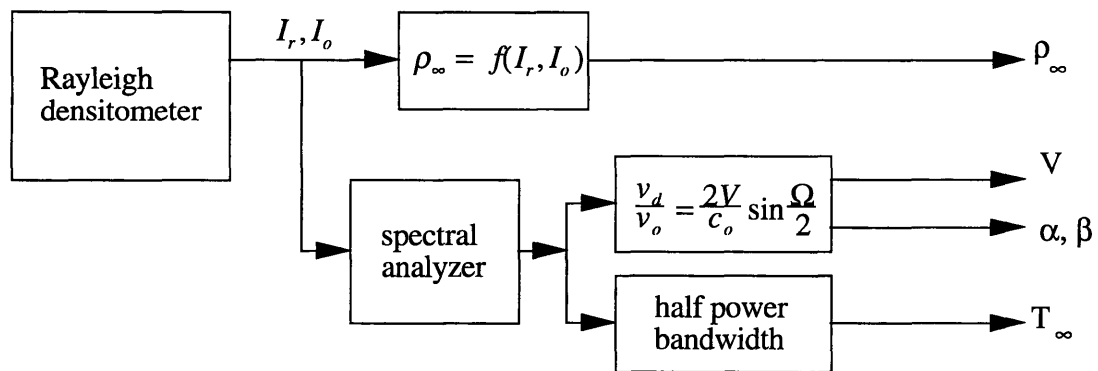 Rayleigh
densitometer
I_r, I_o
ρ_∞ = f(I_r, I_o)
ρ_∞
spectral
analyzer
v_d/v_o = 2V/c_o sin Ω/2
V
α, β
half power
bandwidth
T_∞